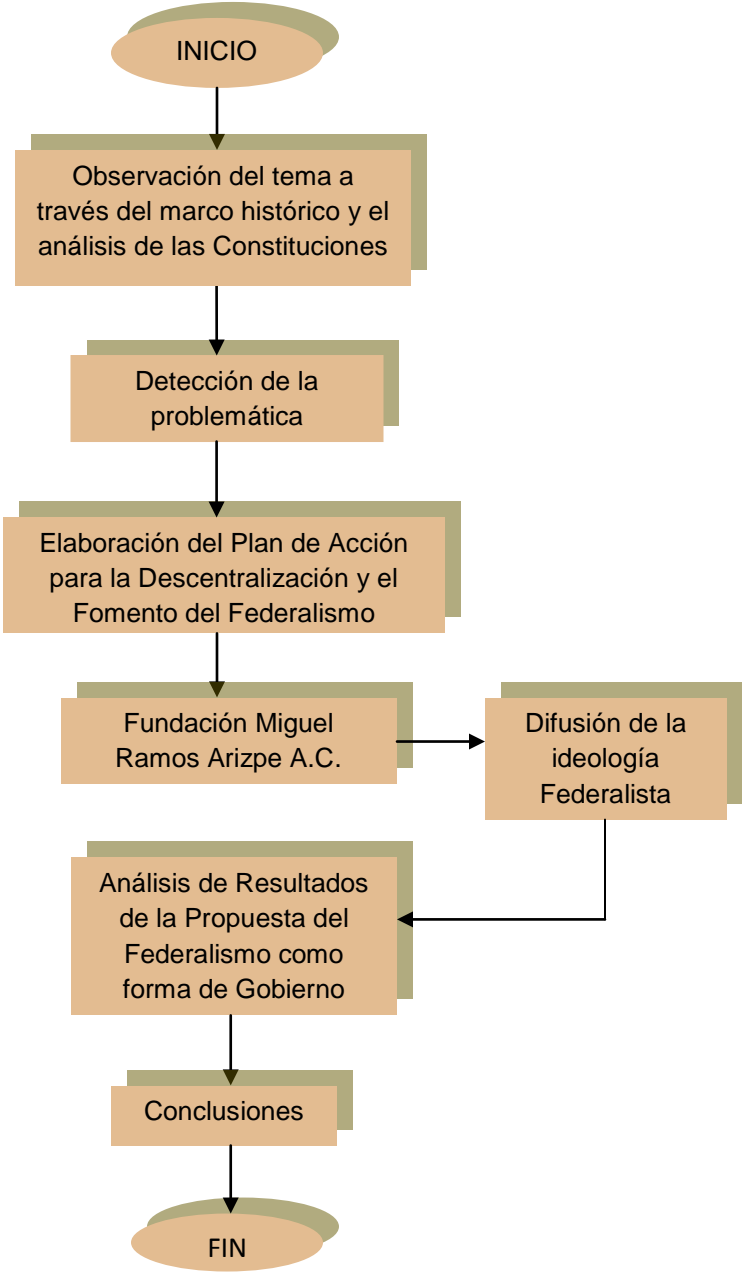 INICIO
Observación del tema a
través del marco histórico y el
análisis de las Constituciones
Detección de la
problemática
Elaboración del Plan de Acción
para la Descentralización y el
Fomento del Federalismo
Fundación Miguel
Ramos Arizpe A.C.
Difusión de la
ideología
Federalista
Análisis de Resultados
de la Propuesta del
Federalismo como
forma de Gobierno
Conclusiones
FIN